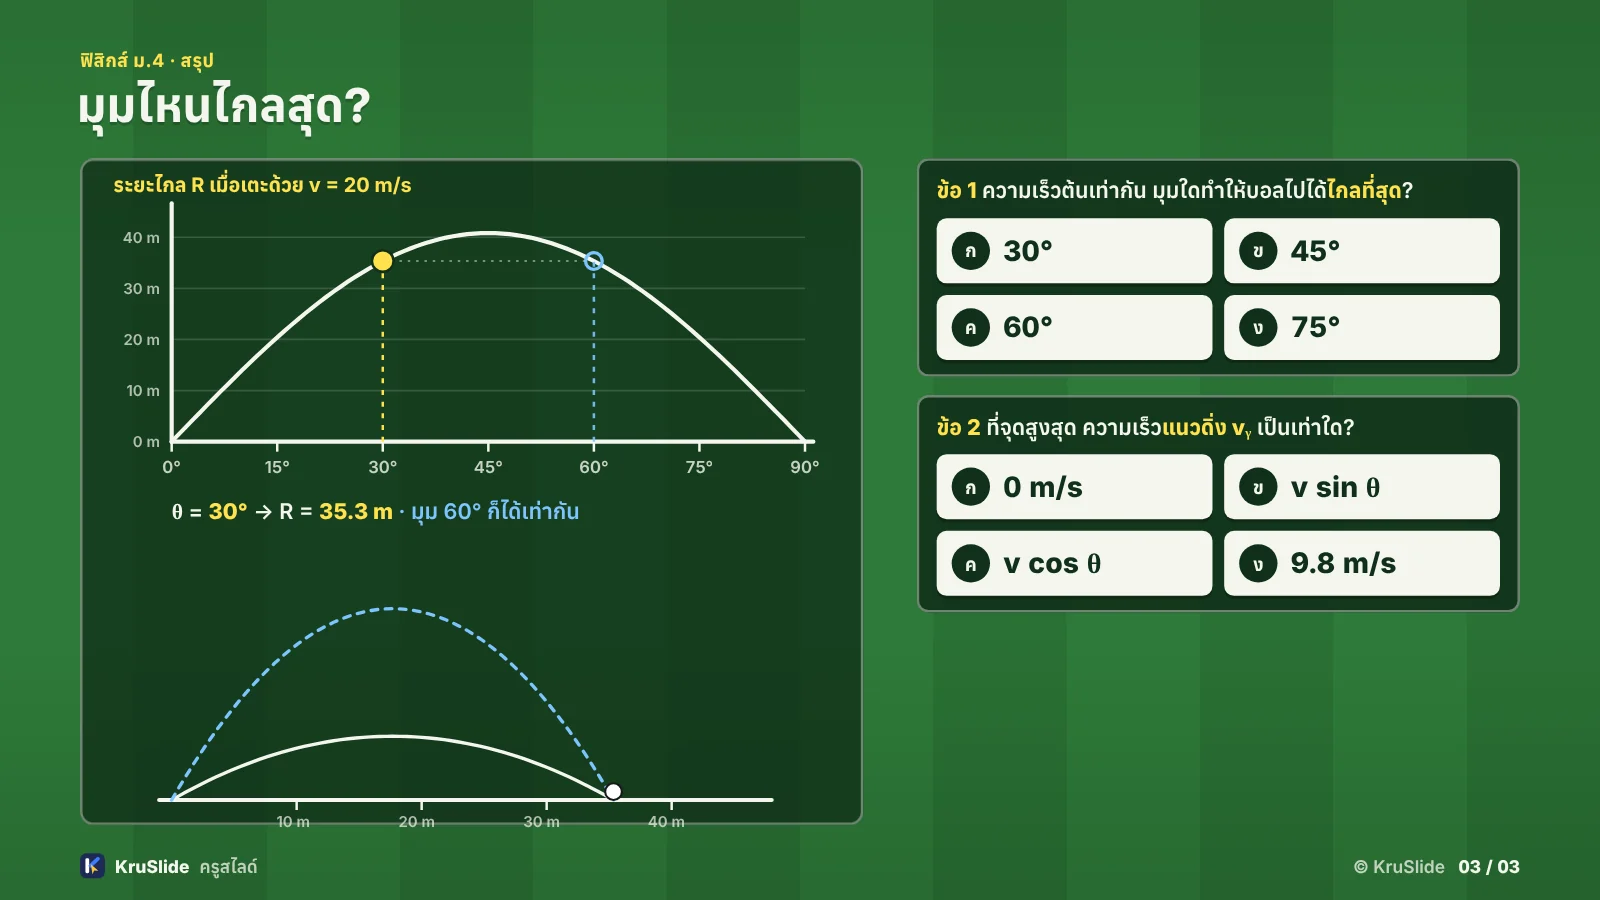 ฟิสิกส์ ม.4 · สรุป
มุมไหนไกลสุด?
ระยะไกล R เมื่อเตะด้วย v = 20 m/s
40 m
30 m
20 m
10 m
0 m
0° 15° 30° 45° 60° 75° 90°
θ = 30° → R = 35.3 m · มุม 60° ก็ได้เท่ากัน
10 m 20 m 30 m 40 m
ข้อ 1 ความเร็วต้นเท่ากัน มุมใดทำให้บอลไปได้ไกลที่สุด?
ก 30° ข 45°
ค 60° ง 75°
ข้อ 2 ที่จุดสูงสุด ความเร็วแนวดิ่ง vᵧ เป็นเท่าใด?
ก 0 m/s ข v sin θ
ค v cos θ ง 9.8 m/s
KruSlide ครูสไลด์
© KruSlide 03 / 03